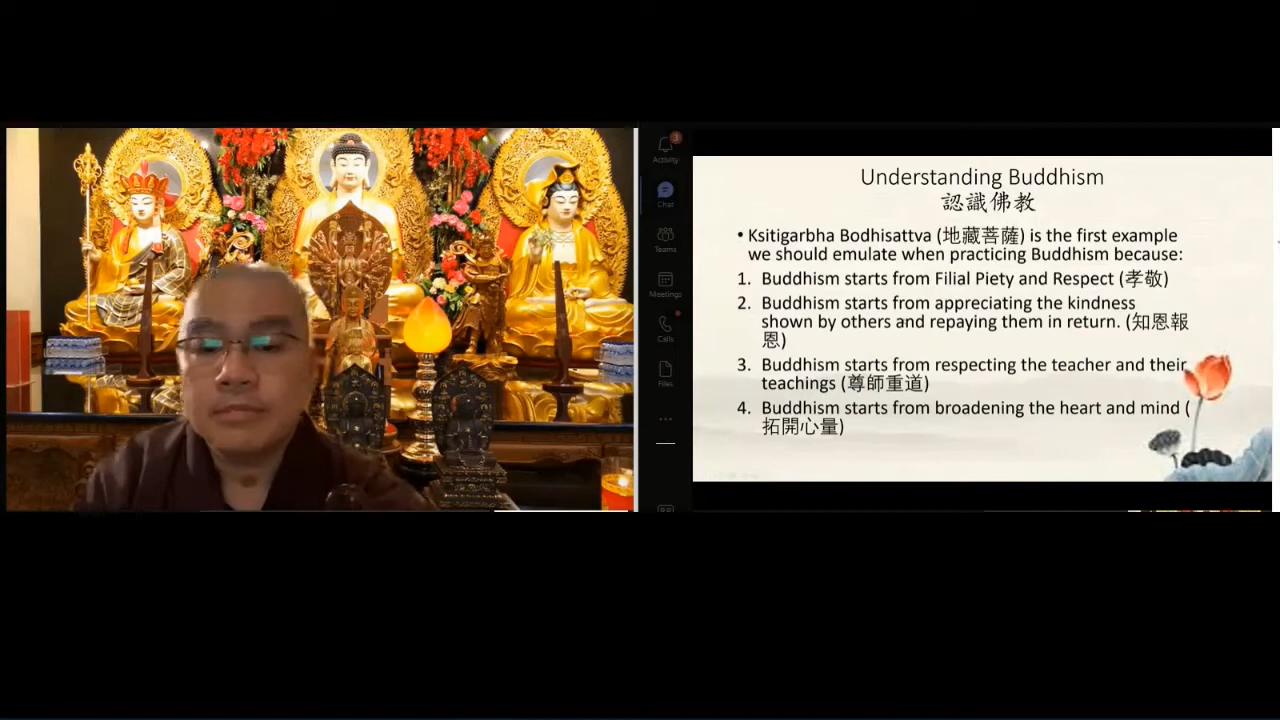 3
Activity
Chat
Teams
Meetings
Calls
Files
Understanding Buddhism
認識佛教
• Ksitigarbha Bodhisattva (地藏菩薩) is the first example
we should emulate when practicing Buddhism because:
1. Buddhism starts from Filial Piety and Respect (孝敬)
2. Buddhism starts from appreciating the kindness
shown by others and repaying them in return. (知恩報
恩)
3. Buddhism starts from respecting the teacher and their
teachings (尊師重道)
4. Buddhism starts from broadening the heart and mind (
拓開心量)